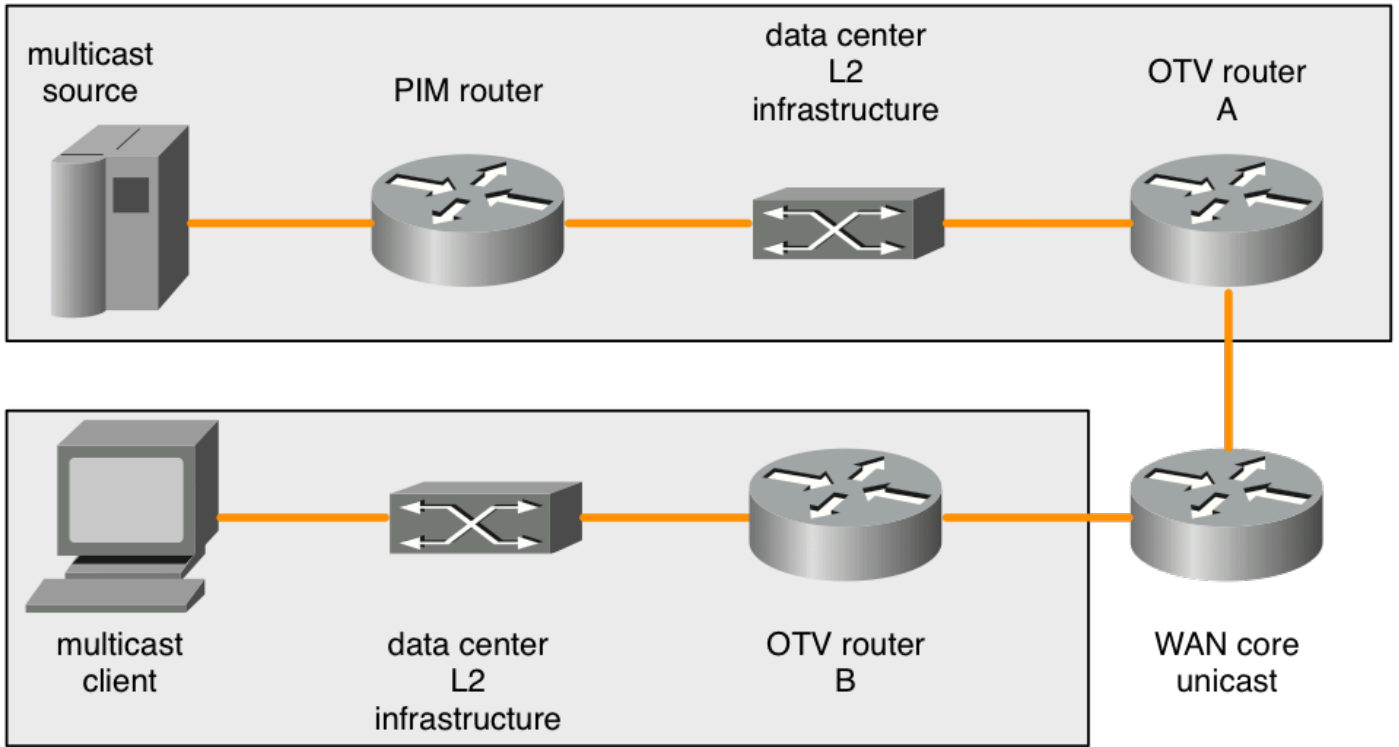 multicast
source
PIM router
data center
L2
infrastructure
OTV router
A
multicast
client
data center
L2
infrastructure
OTV router
B
WAN core
unicast